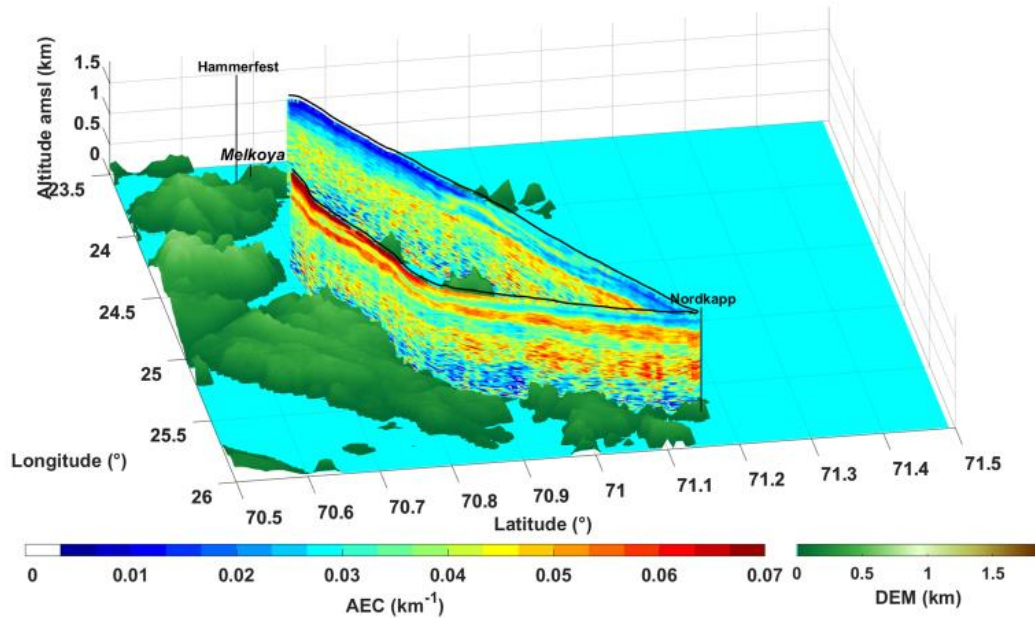 Altitude amsl (km)
1.5
1
0.5
0
Hammerfest
Melkoya
Nordkapp
23.5
24
24.5
25
25.5
26
Longitude (°)
70.5
70.6
70.7
70.8
70.9
71
71.1
71.2
71.3
71.4
71.5
Latitude (°)
0 0.01 0.02 0.03 0.04 0.05 0.06 0.07
AEC (km⁻¹)
0 0.5 1 1.5
DEM (km)